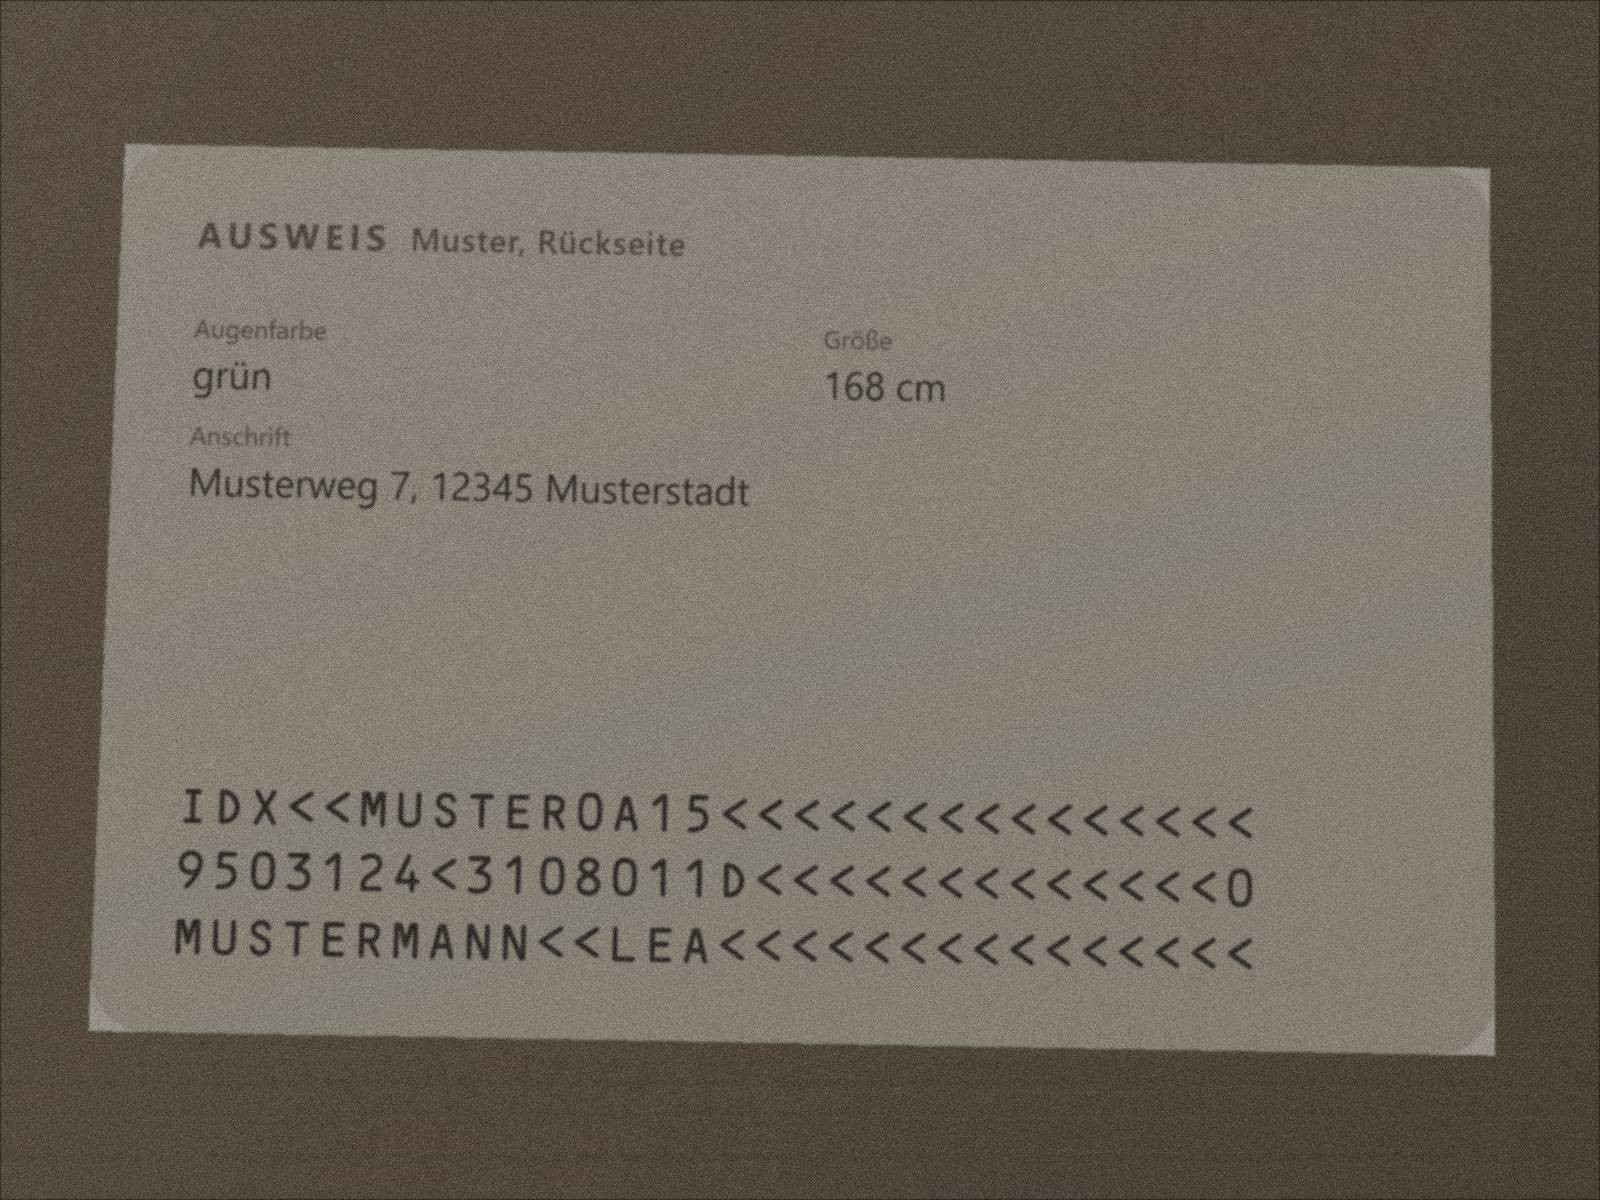 AUSWEIS Muster, Rückseite
Augenfarbe
grün
Größe
168 cm
Anschrift
Musterweg 7, 12345 Musterstadt
IDX<<MUSTER0A15<<<<<<<<<<<<<<<
9503124<3108011D<<<<<<<<<<<<<0
MUSTERMANN<<LEA<<<<<<<<<<<<<<<